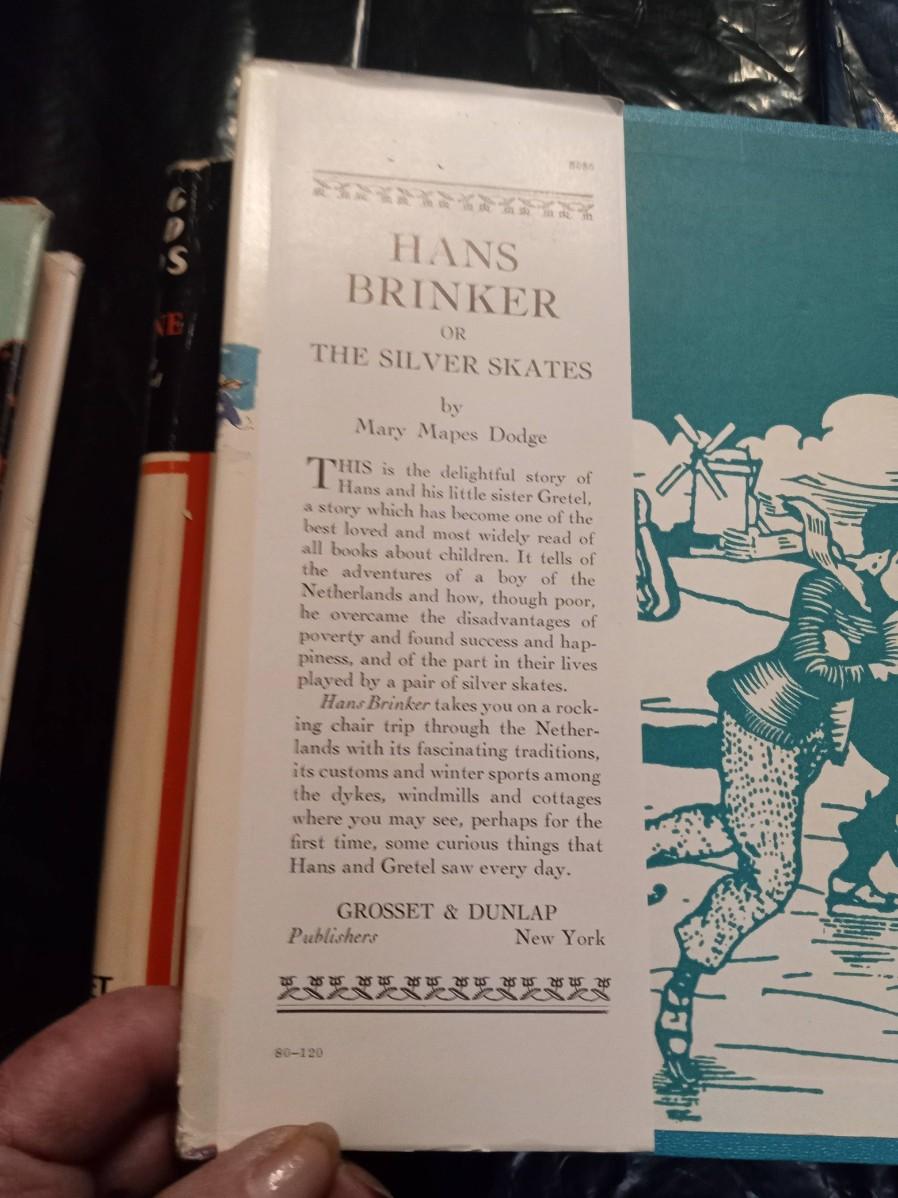 8086
HANS
BRINKER
OR
THE SILVER SKATES
by
Mary Mapes Dodge
THIS is the delightful story of
Hans and his little sister Gretel,
a story which has become one of the
best loved and most widely read of
all books about children. It tells of
the adventures of a boy of the
Netherlands and how, though poor,
he overcame the disadvantages of
poverty and found success and hap-
piness, and of the part in their lives
played by a pair of silver skates.
Hans Brinker takes you on a rock-
ing chair trip through the Nether-
lands with its fascinating traditions,
its customs and winter sports among
the dykes, windmills and cottages
where you may see, perhaps for the
first time, some curious things that
Hans and Gretel saw every day.
GROSSET & DUNLAP
Publishers New York
80–120